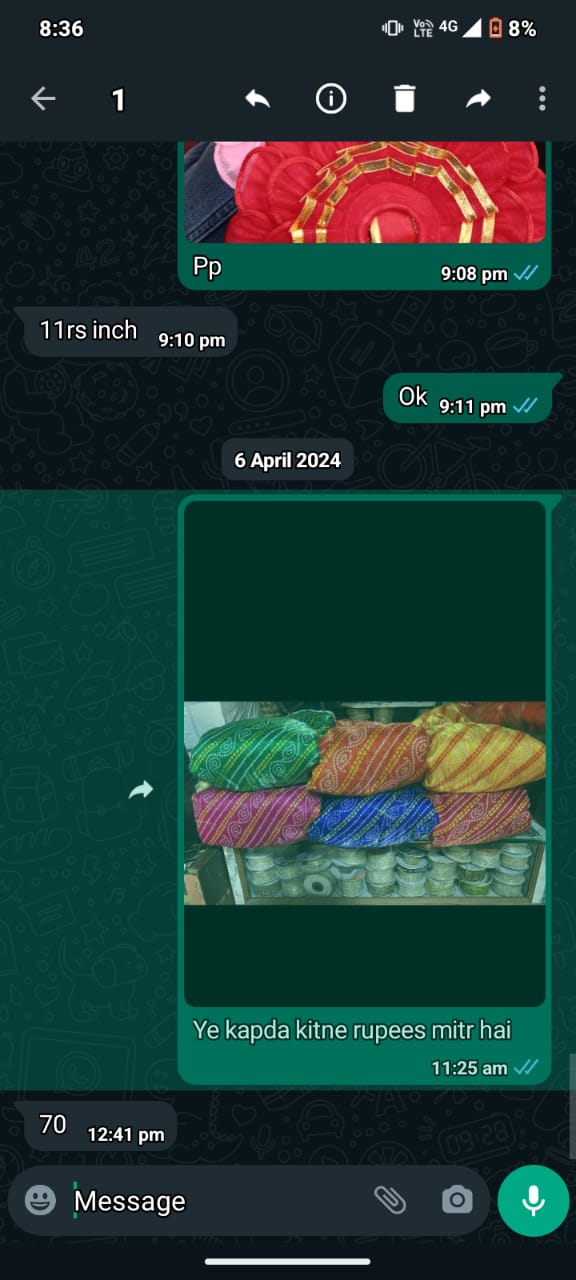 8:36
Vo)) LTE 4G 8%
1
Pp
9:08 pm
11rs inch 9:10 pm
Ok 9:11 pm
6 April 2024
Ye kapda kitne rupees mitr hai
11:25 am
70 12:41 pm
Message